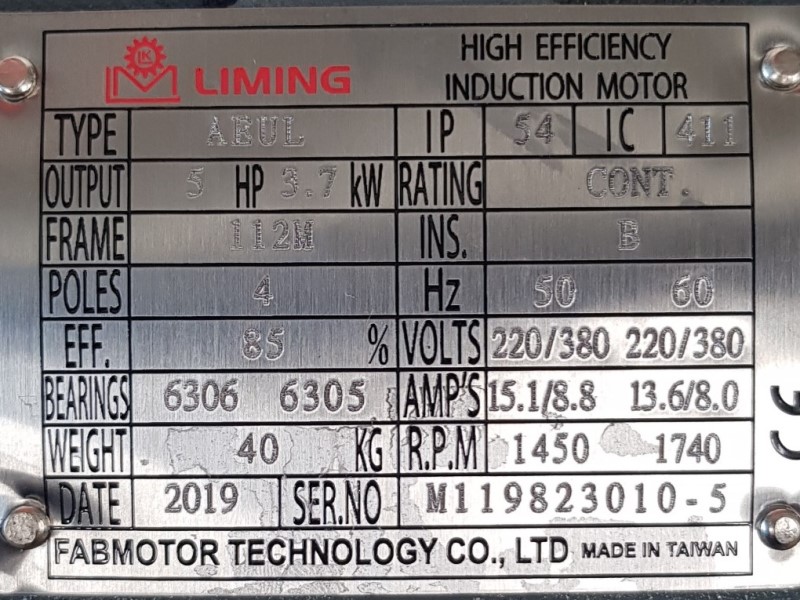 LK
LIMING
HIGH EFFICIENCY
INDUCTION MOTOR
TYPE AEUL IP 54 IC 411
OUTPUT 5 HP 3.7 kW RATING CONT.
FRAME 112M INS. B
POLES 4 Hz 50 60
EFF. 85 % VOLTS 220/380 220/380
BEARINGS 6306 6305 AMP'S 15.1/8.8 13.6/8.0
WEIGHT 40 KG R.P.M 1450 1740
DATE 2019 SER.NO M119823010-5
FABMOTOR TECHNOLOGY CO., LTD MADE IN TAIWAN
CE